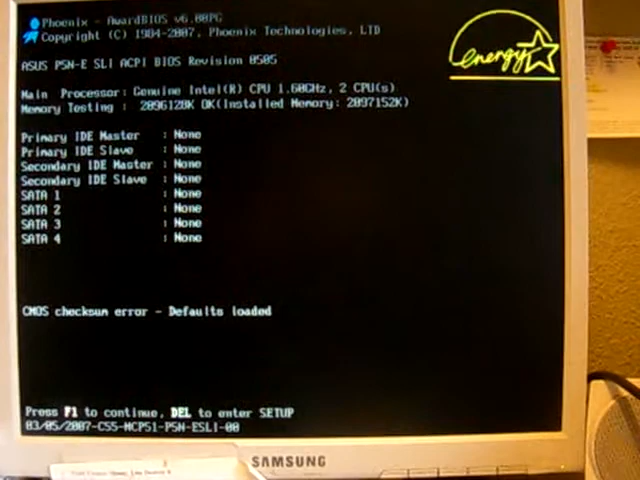 Phoenix - AwardBIOS v6.00PG
Copyright (C) 1984-2007, Phoenix Technologies, LTD
energy
ASUS P5N-E SLI ACPI BIOS Revision 0505
Main Processor: Genuine Intel(R) CPU 1.60GHz, 2 CPU(s)
Memory Testing : 2096128K OK(Installed Memory: 2097152K)
Primary IDE Master : None
Primary IDE Slave : None
Secondary IDE Master : None
Secondary IDE Slave : None
SATA 1 : None
SATA 2 : None
SATA 3 : None
SATA 4 : None
CMOS checksum error - Defaults loaded
Press F1 to continue, DEL to enter SETUP
03/05/2007-C55-MCP51-P5N-ESLI-00
SAMSUNG